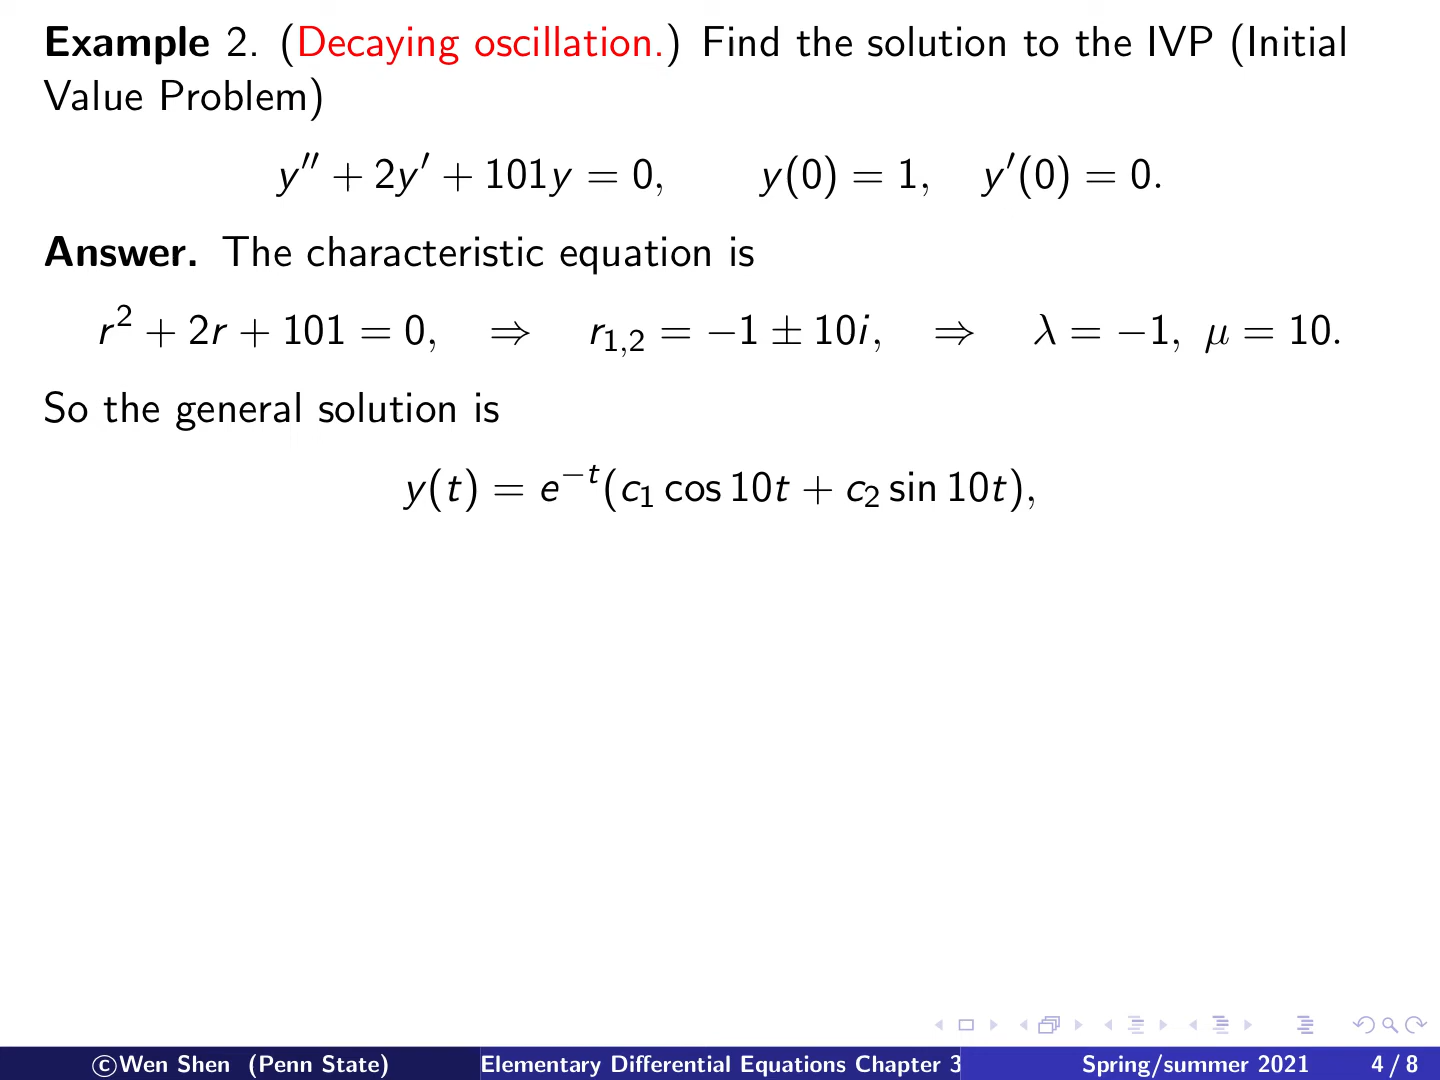 Example 2. (Decaying oscillation.) Find the solution to the IVP (Initial
Value Problem)
y′′ + 2y′ + 101y = 0, y(0) = 1, y′(0) = 0.
Answer. The characteristic equation is
r² + 2r + 101 = 0, ⇒ r₁,₂ = −1 ± 10i, ⇒ λ = −1, μ = 10.
So the general solution is
y(t) = e⁻ᵗ(c₁ cos 10t + c₂ sin 10t),
©Wen Shen (Penn State) Elementary Differential Equations Chapter 3 Spring/summer 2021 4 / 8